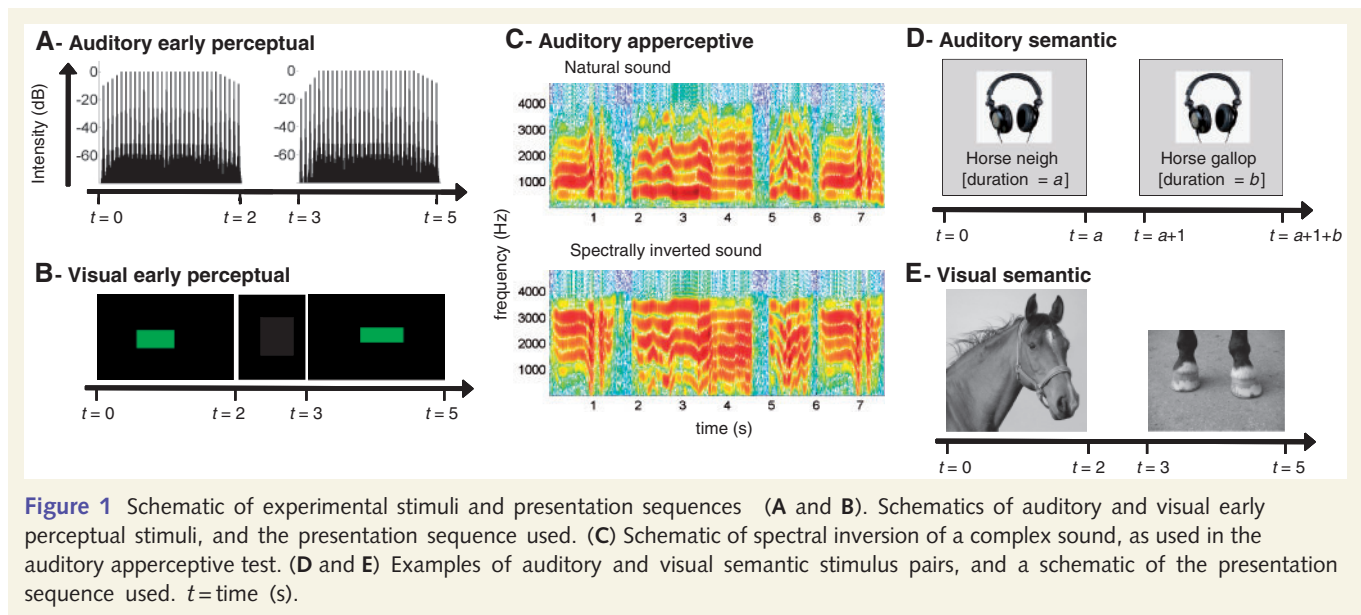 A- Auditory early perceptual
Intensity (dB)
0
-20
-40
-60
0
-20
-40
-60
t = 0
t = 2
t = 3
t = 5
B- Visual early perceptual
t = 0
t = 2
t = 3
t = 5
C- Auditory apperceptive
Natural sound
4000
3000
2000
1000
1 2 3 4 5 6 7
frequency (Hz)
Spectrally inverted sound
4000
3000
2000
1000
1 2 3 4 5 6 7
time (s)
D- Auditory semantic
Horse neigh
[duration = a]
Horse gallop
[duration = b]
t = 0
t = a
t = a+1
t = a+1+b
E- Visual semantic
t = 0
t = 2
t = 3
t = 5
Figure 1 Schematic of experimental stimuli and presentation sequences (A and B). Schematics of auditory and visual early
perceptual stimuli, and the presentation sequence used. (C) Schematic of spectral inversion of a complex sound, as used in the
auditory apperceptive test. (D and E) Examples of auditory and visual semantic stimulus pairs, and a schematic of the presentation
sequence used. t = time (s).